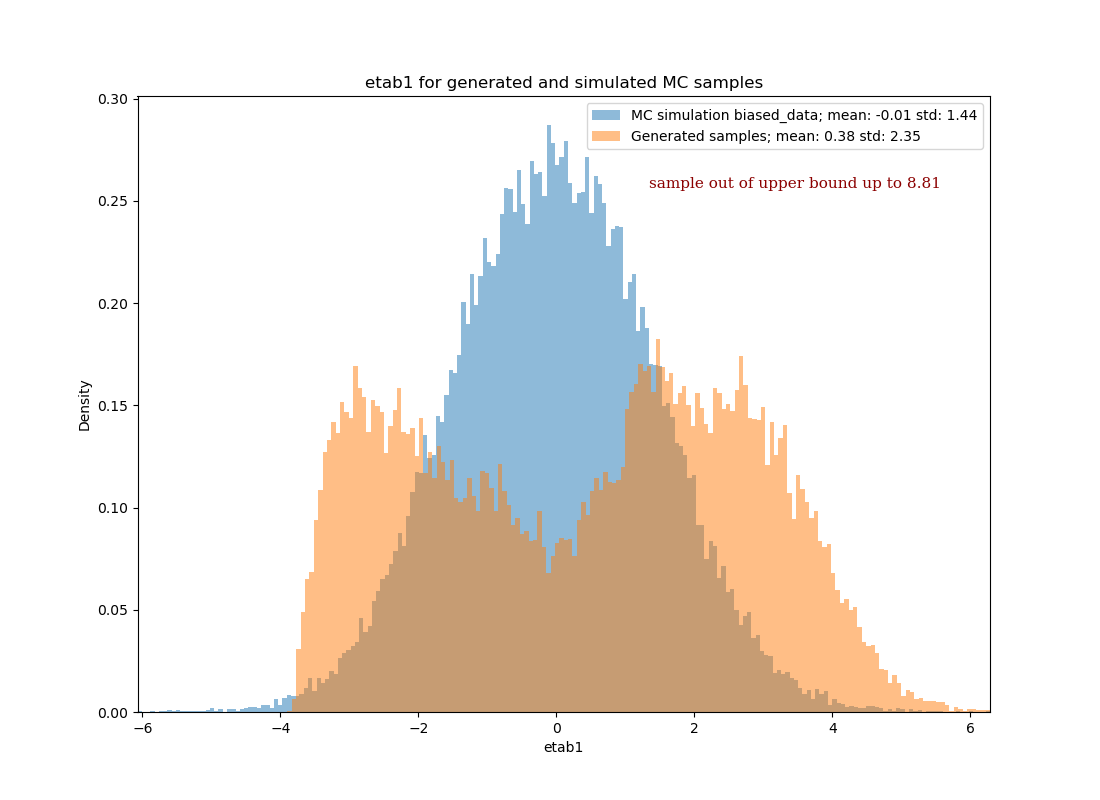 etab1 for generated and simulated MC samples
MC simulation biased_data; mean: -0.01 std: 1.44
Generated samples; mean: 0.38 std: 2.35
sample out of upper bound up to 8.81
Density
0.30
0.25
0.20
0.15
0.10
0.05
0.00
−6
−4
−2
0
2
4
6
etab1